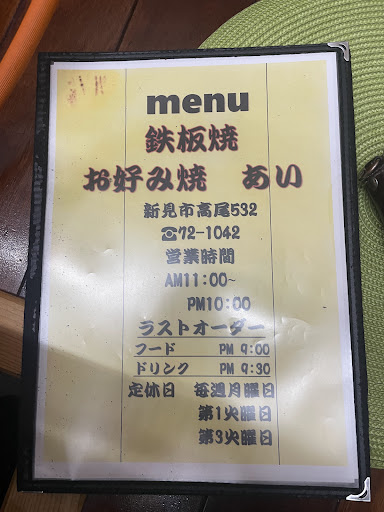 menu
鉄板焼
お好み焼 あい
新見市高尾532
☎72-1042
営業時間
AM11:00~
PM10:00
ラストオーダー
フード PM 9:00
ドリンク PM 9:30
定休日 毎週月曜日
第1火曜日
第3火曜日